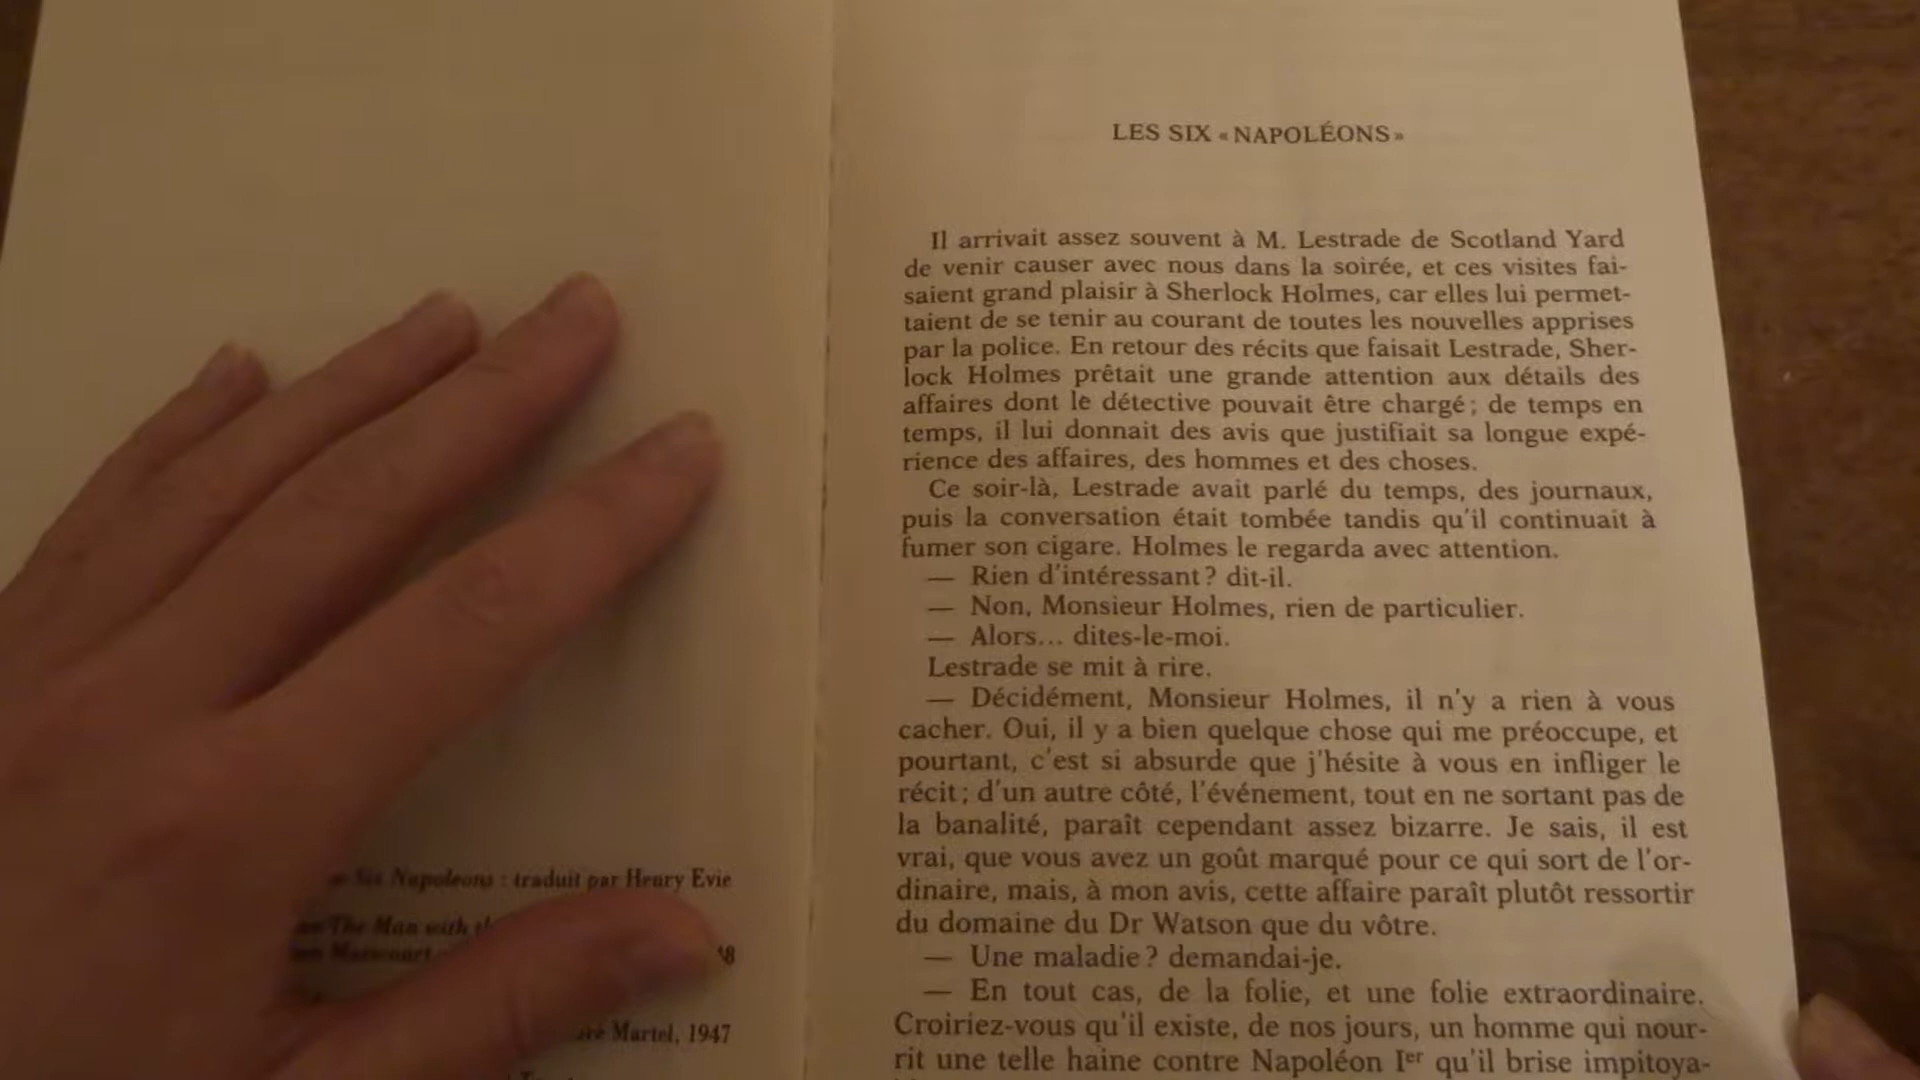 Six Napoleons : traduit par Henry Evie
The Man with
Maricourt
Martel, 1947
LES SIX « NAPOLÉONS »
Il arrivait assez souvent à M. Lestrade de Scotland Yard
de venir causer avec nous dans la soirée, et ces visites fai-
saient grand plaisir à Sherlock Holmes, car elles lui permet-
taient de se tenir au courant de toutes les nouvelles apprises
par la police. En retour des récits que faisait Lestrade, Sher-
lock Holmes prêtait une grande attention aux détails des
affaires dont le détective pouvait être chargé ; de temps en
temps, il lui donnait des avis que justifiait sa longue expé-
rience des affaires, des hommes et des choses.
Ce soir-là, Lestrade avait parlé du temps, des journaux,
puis la conversation était tombée tandis qu'il continuait à
fumer son cigare. Holmes le regarda avec attention.
— Rien d'intéressant ? dit-il.
— Non, Monsieur Holmes, rien de particulier.
— Alors... dites-le-moi.
Lestrade se mit à rire.
— Décidément, Monsieur Holmes, il n'y a rien à vous
cacher. Oui, il y a bien quelque chose qui me préoccupe, et
pourtant, c'est si absurde que j'hésite à vous en infliger le
récit ; d'un autre côté, l'événement, tout en ne sortant pas de
la banalité, paraît cependant assez bizarre. Je sais, il est
vrai, que vous avez un goût marqué pour ce qui sort de l'or-
dinaire, mais, à mon avis, cette affaire paraît plutôt ressortir
du domaine du Dr Watson que du vôtre.
— Une maladie ? demandai-je.
— En tout cas, de la folie, et une folie extraordinaire.
Croiriez-vous qu'il existe, de nos jours, un homme qui nour-
rit une telle haine contre Napoléon Ier qu'il brise impitoya-